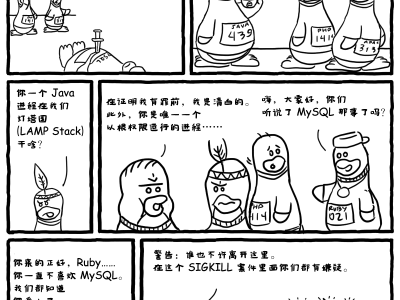 JAVA
439
PHP
114
APAC
313
你一个 Java
进程在我们
灯塔国
(LAMP Stack)
干啥?
在证明我有罪前，我是清白的。
此外，你是唯一一个
以根权限运行的进程……
嗨，大家好，你们
听说了 MySQL 那事了吗?
114
RUBY
021
你来的正好，Ruby……
你一直不喜欢 MySQL。
我们都知道
警告：谁也不许离开这里。
在这个 SIGKILL 案件里面你们都有嫌疑。